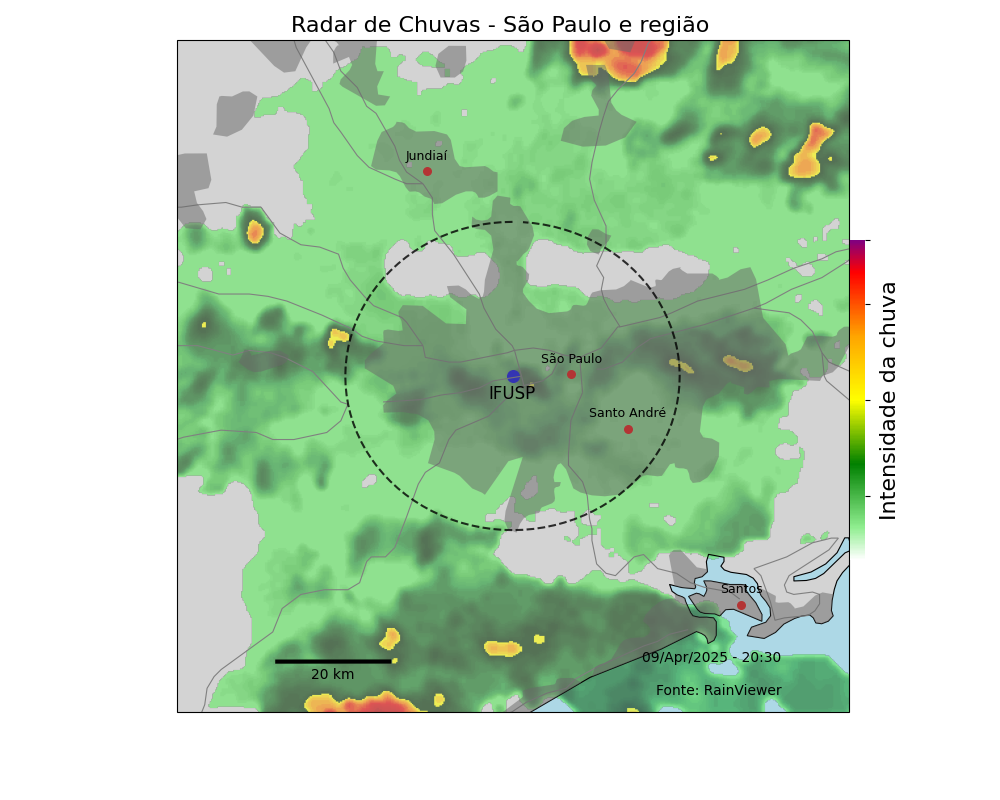 Radar de Chuvas - São Paulo e região
Jundiaí
São Paulo
IFUSP
Santo André
Intensidade da chuva
Santos
09/Apr/2025 - 20:30
20 km
Fonte: RainViewer